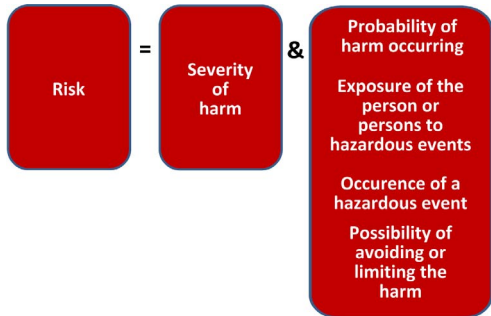 Risk
=
Severity
of
harm
&
Probability of
harm occurring
Exposure of the
person or
persons to
hazardous events
Occurence of a
hazardous event
Possibility of
avoiding or
limiting the
harm